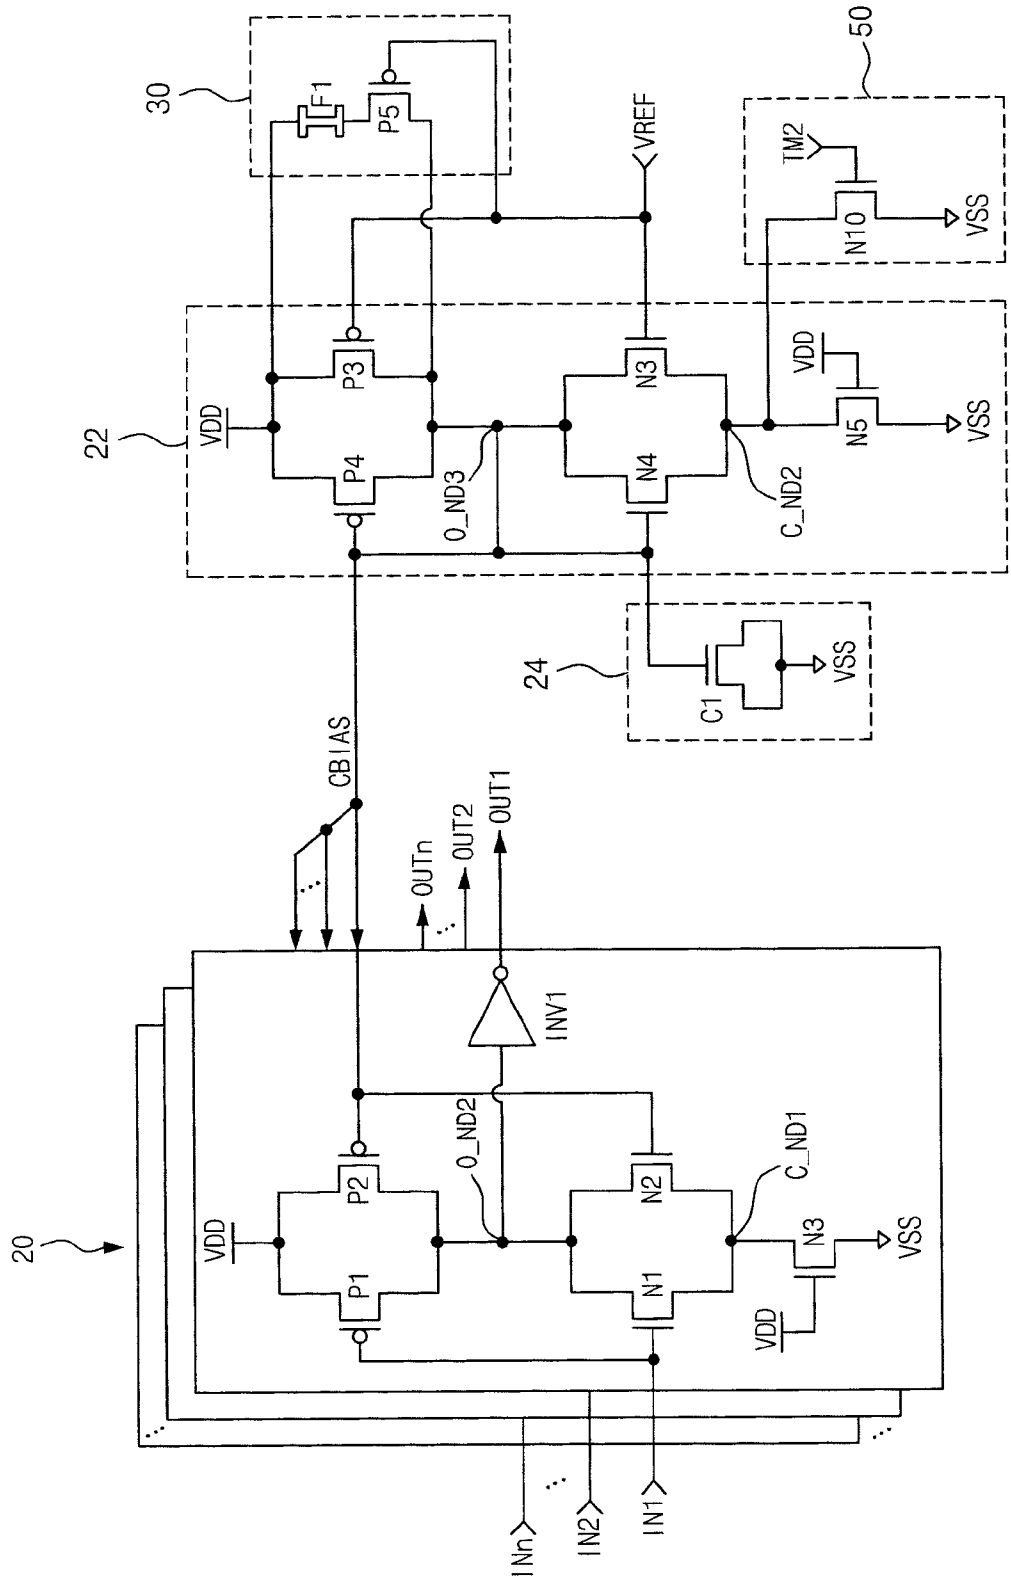 20
VDD
P1
P2
O_ND2
N1
N2
C_ND1
VDD
N3
VSS
INV1
INn
IN2
IN1
OUTn
OUT2
OUT1
CBIAS
24
C1
VSS
22
VDD
P4
P3
O_ND3
N4
N3
C_ND2
VDD
N5
VSS
30
F1
P5
VREF
50
TM2
N10
VSS